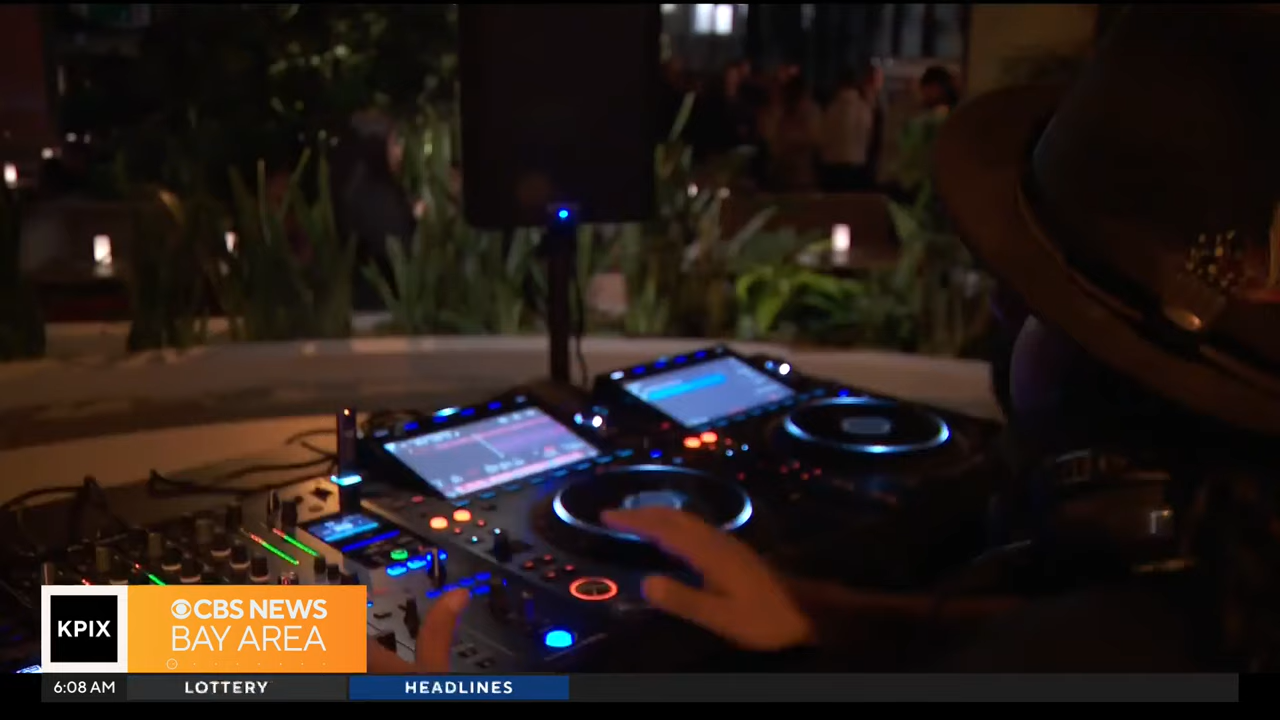 KPIX
CBS NEWS
BAY AREA
6:08 AM
LOTTERY
HEADLINES